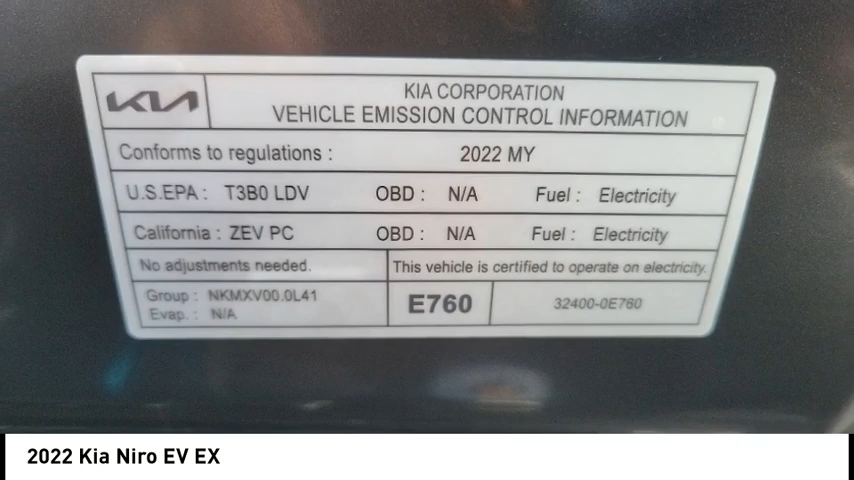 KIA
KIA CORPORATION
VEHICLE EMISSION CONTROL INFORMATION
Conforms to regulations : 2022 MY
U.S.EPA : T3B0 LDV OBD : N/A Fuel : Electricity
California : ZEV PC OBD : N/A Fuel : Electricity
No adjustments needed. This vehicle is certified to operate on electricity.
Group : NKMXV00.0L41
Evap. : N/A
E760 32400-0E760
2022 Kia Niro EV EX